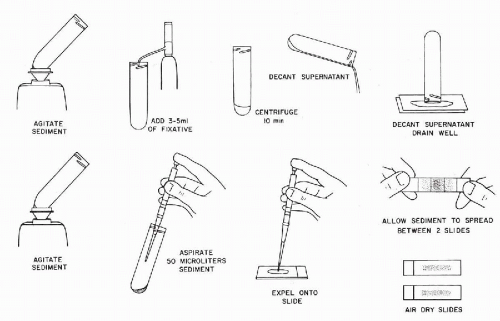 AGITATE
SEDIMENT
ADD 3-5ml
OF FIXATIVE
CENTRIFUGE
10 min
DECANT SUPERNATANT
DECANT SUPERNATANT
DRAIN WELL
AGITATE
SEDIMENT
ASPIRATE
50 MICROLITERS
SEDIMENT
EXPEL ONTO
SLIDE
ALLOW SEDIMENT TO SPREAD
BETWEEN 2 SLIDES
AIR DRY SLIDES